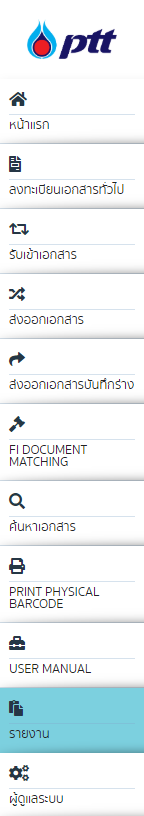 ptt
หน้าแรก
ลงทะเบียนเอกสารทั่วไป
รับเข้าเอกสาร
ส่งออกเอกสาร
ส่งออกเอกสารบันทึกร่าง
FI DOCUMENT
MATCHING
ค้นหาเอกสาร
PRINT PHYSICAL
BARCODE
USER MANUAL
รายงาน
ผู้ดูแลระบบ